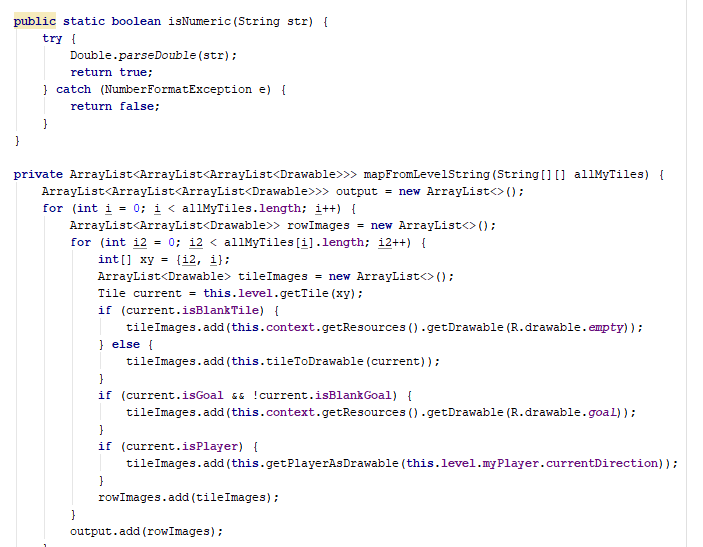 public static boolean isNumeric(String str) {
    try {
        Double.parseDouble(str);
        return true;
    } catch (NumberFormatException e) {
        return false;
    }
}

private ArrayList<ArrayList<ArrayList<Drawable>>> mapFromLevelString(String[][] allMyTiles) {
    ArrayList<ArrayList<ArrayList<Drawable>>> output = new ArrayList<>();
    for (int i = 0; i < allMyTiles.length; i++) {
        ArrayList<ArrayList<Drawable>> rowImages = new ArrayList<>();
        for (int i2 = 0; i2 < allMyTiles[i].length; i2++) {
            int[] xy = {i2, i};
            ArrayList<Drawable> tileImages = new ArrayList<>();
            Tile current = this.level.getTile(xy);
            if (current.isBlankTile) {
                tileImages.add(this.context.getResources().getDrawable(R.drawable.empty));
            } else {
                tileImages.add(this.tileToDrawable(current));
            }
            if (current.isGoal && !current.isBlankGoal) {
                tileImages.add(this.context.getResources().getDrawable(R.drawable.goal));
            }
            if (current.isPlayer) {
                tileImages.add(this.getPlayerAsDrawable(this.level.myPlayer.currentDirection));
            }
            rowImages.add(tileImages);
        }
        output.add(rowImages);